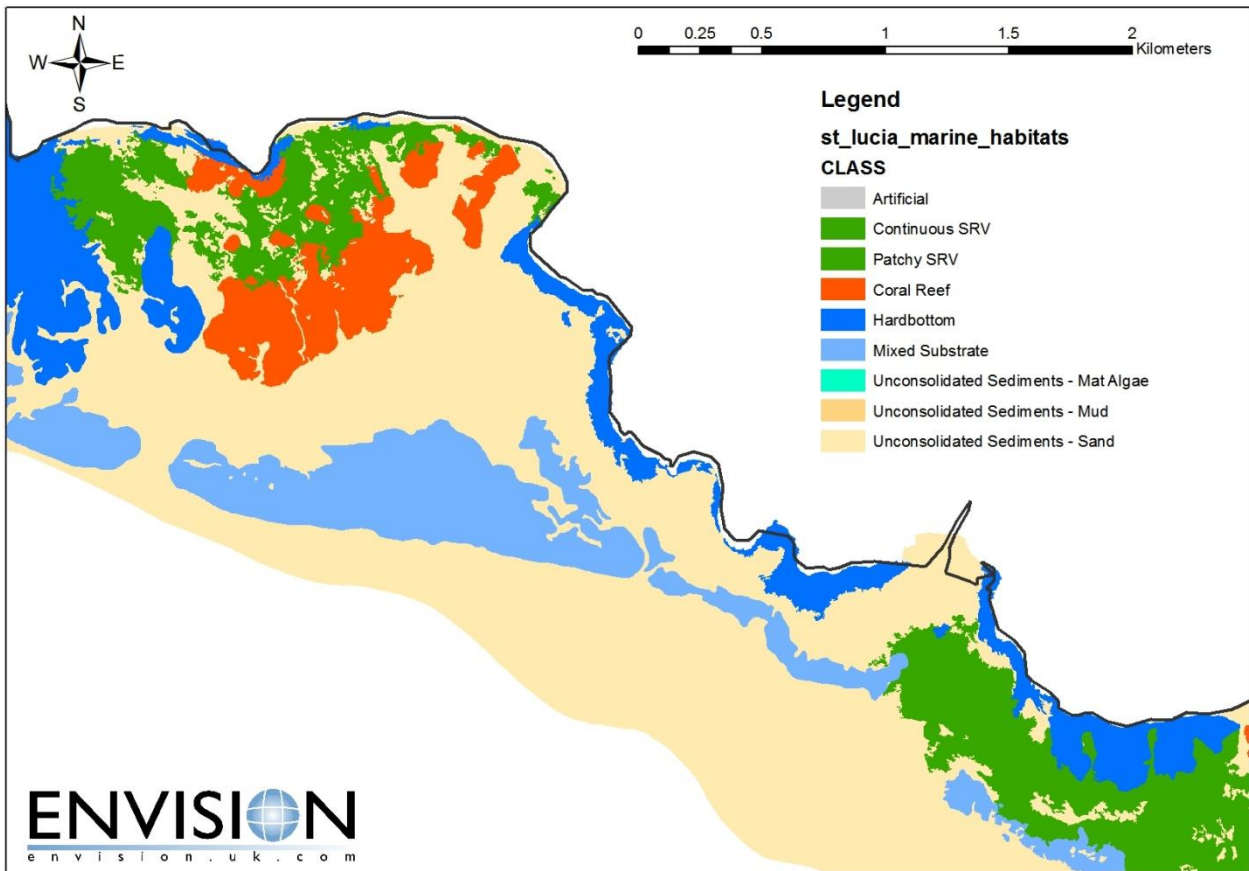 N
W E
S
0 0.25 0.5 1 1.5 2
Kilometers
Legend
st_lucia_marine_habitats
CLASS
Artificial
Continuous SRV
Patchy SRV
Coral Reef
Hardbottom
Mixed Substrate
Unconsolidated Sediments - Mat Algae
Unconsolidated Sediments - Mud
Unconsolidated Sediments - Sand
ENVISION
envision.uk.com